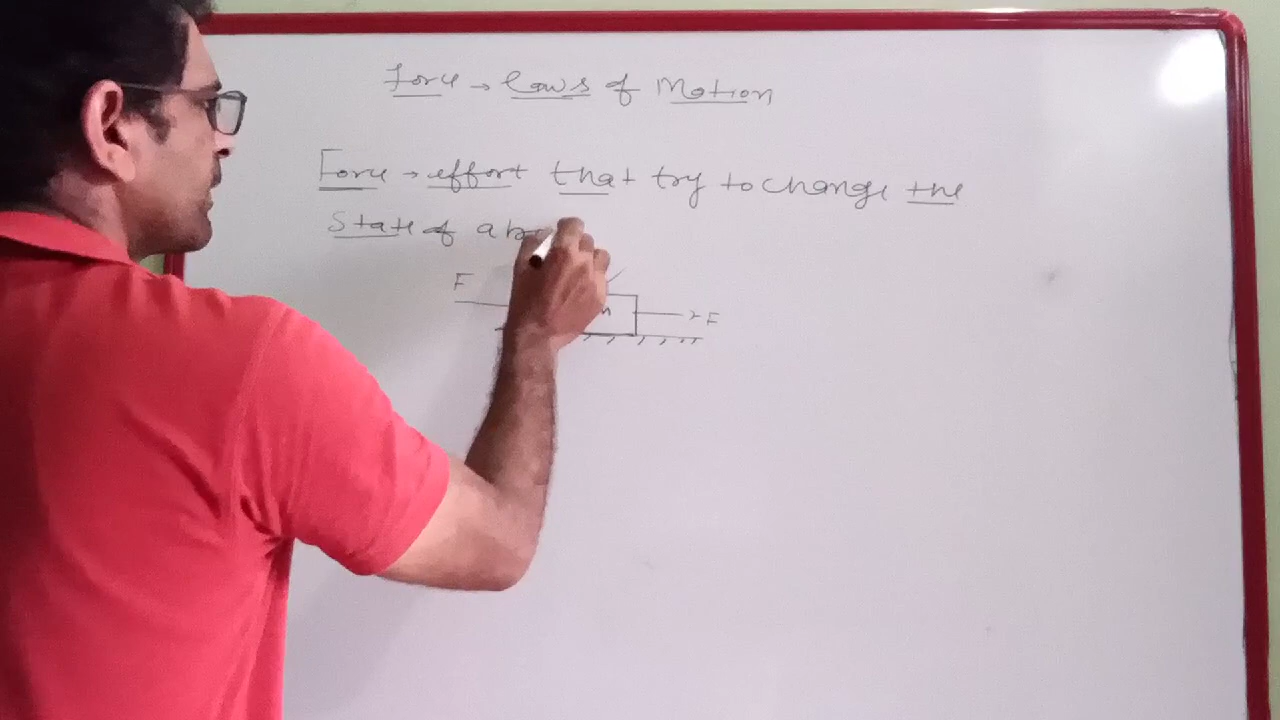 Force → Laws of Motion
Force → effort that try to change the
State of a
F
F